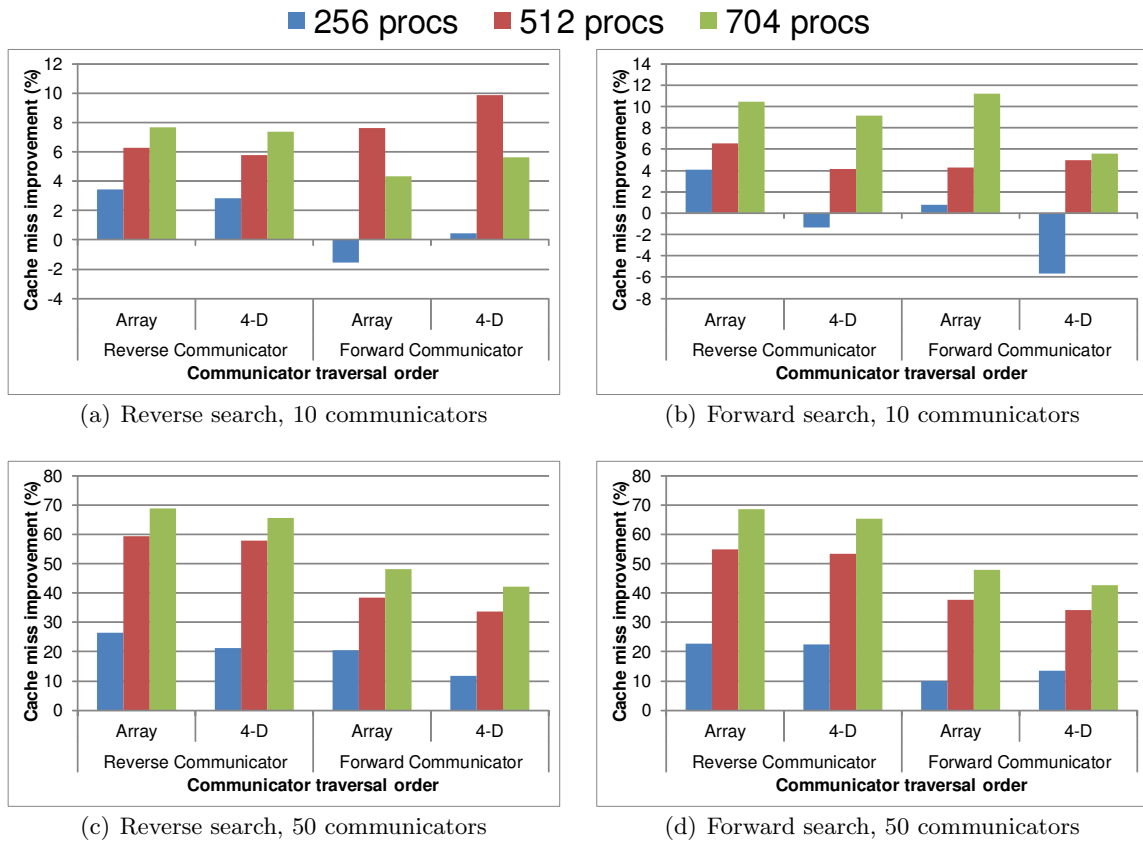 256 procs 512 procs 704 procs
Cache miss improvement (%)
12
10
8
6
4
2
0
-2
-4
Array 4-D Array 4-D
Reverse Communicator Forward Communicator
Communicator traversal order
(a) Reverse search, 10 communicators
Cache miss improvement (%)
14
12
10
8
6
4
2
0
-2
-4
-6
-8
Array 4-D Array 4-D
Reverse Communicator Forward Communicator
Communicator traversal order
(b) Forward search, 10 communicators
Cache miss improvement (%)
80
70
60
50
40
30
20
10
0
Array 4-D Array 4-D
Reverse Communicator Forward Communicator
Communicator traversal order
(c) Reverse search, 50 communicators
Cache miss improvement (%)
80
70
60
50
40
30
20
10
0
Array 4-D Array 4-D
Reverse Communicator Forward Communicator
Communicator traversal order
(d) Forward search, 50 communicators